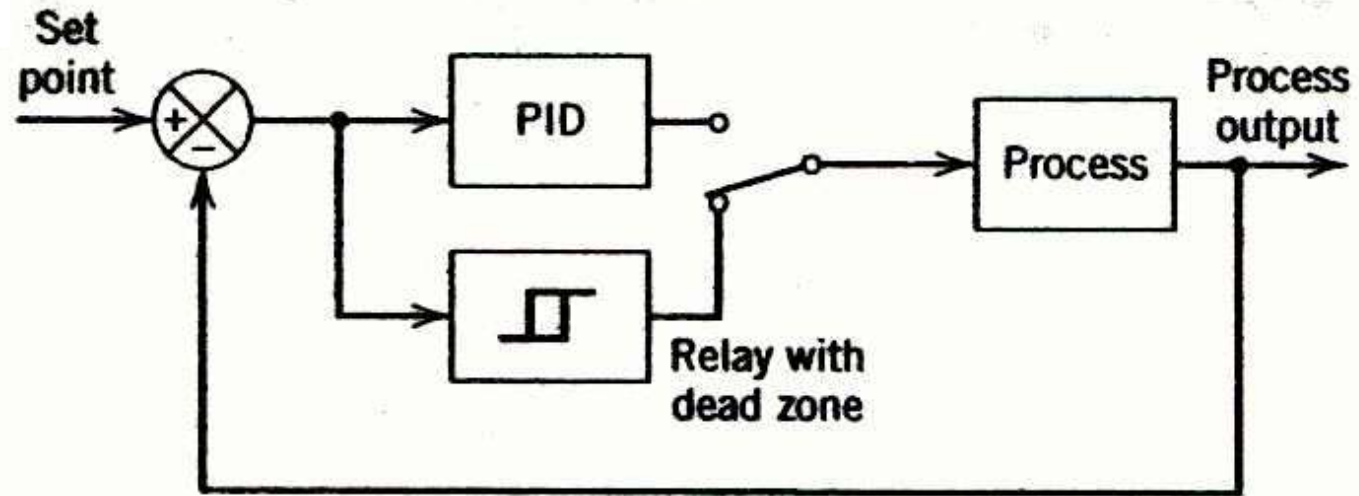 Set
point
+
−
PID
Process
Process
output
Relay with
dead zone